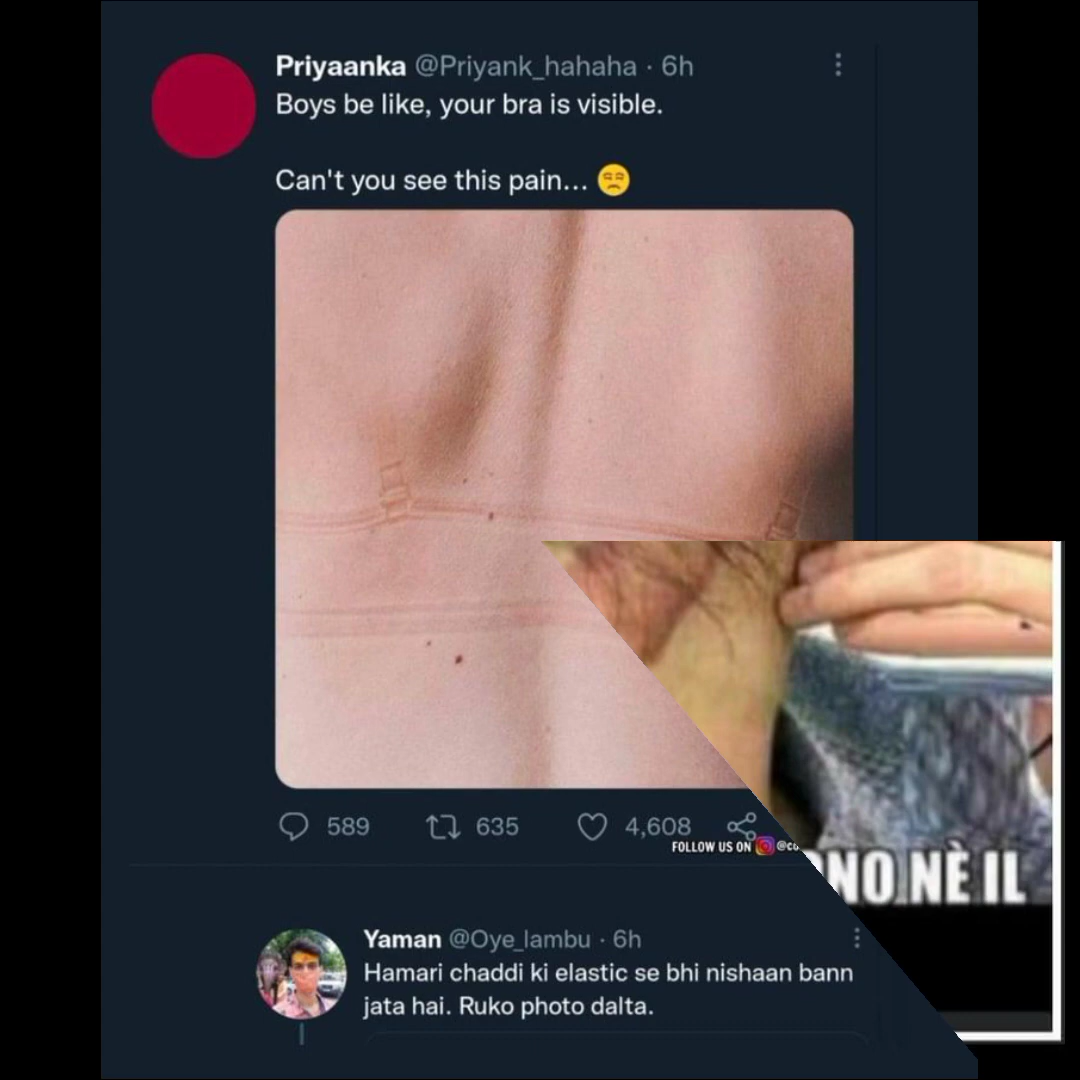 Priyaanka @Priyank_hahaha · 6h
Boys be like, your bra is visible.
Can't you see this pain... 😒
589 635 4,608
FOLLOW US ON
Yaman @Oye_lambu · 6h
Hamari chaddi ki elastic se bhi nishaan bann
jata hai. Ruko photo dalta.
NÈ IL